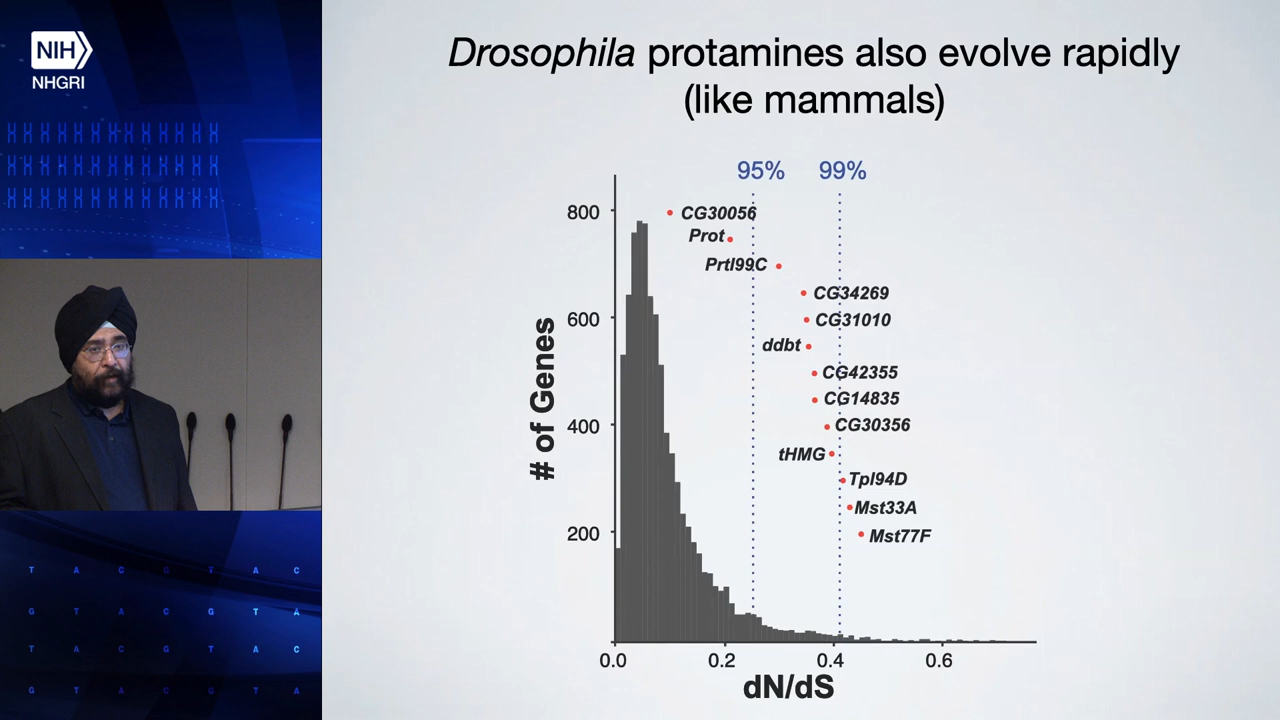 NIH
NHGRI
T A C G T A C
G T A C G T A
T A C G T A C
G T A C G T A
Drosophila protamines also evolve rapidly
(like mammals)
95% 99%
800
600
400
200
# of Genes
CG30056
Prot
Prtl99C
CG34269
CG31010
ddbt
CG42355
CG14835
CG30356
tHMG
Tpl94D
Mst33A
Mst77F
0.0 0.2 0.4 0.6
dN/dS